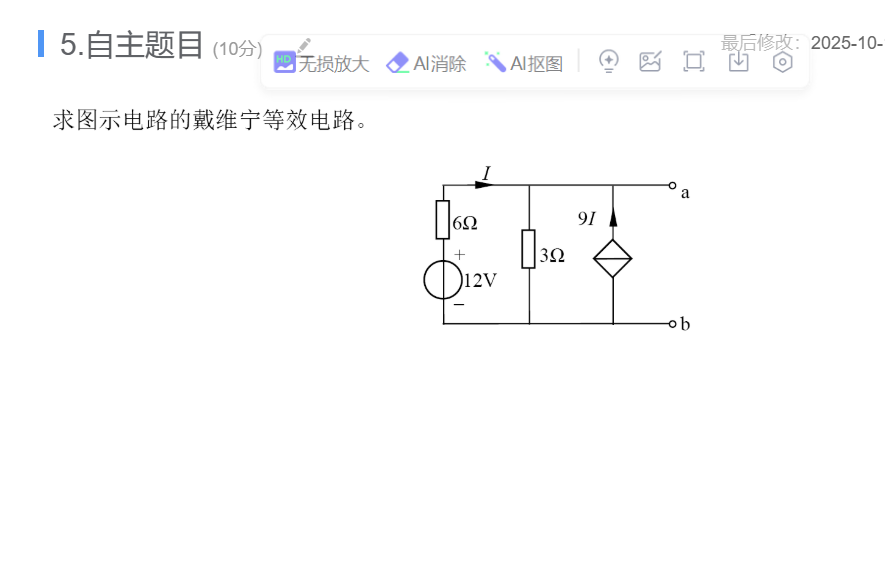 5.自主题目 (10分)
最后修改: 2025-10-
HD 无损放大 AI消除 AI抠图
求图示电路的戴维宁等效电路。
I
a
6Ω
9I
+
3Ω
12V
−
b